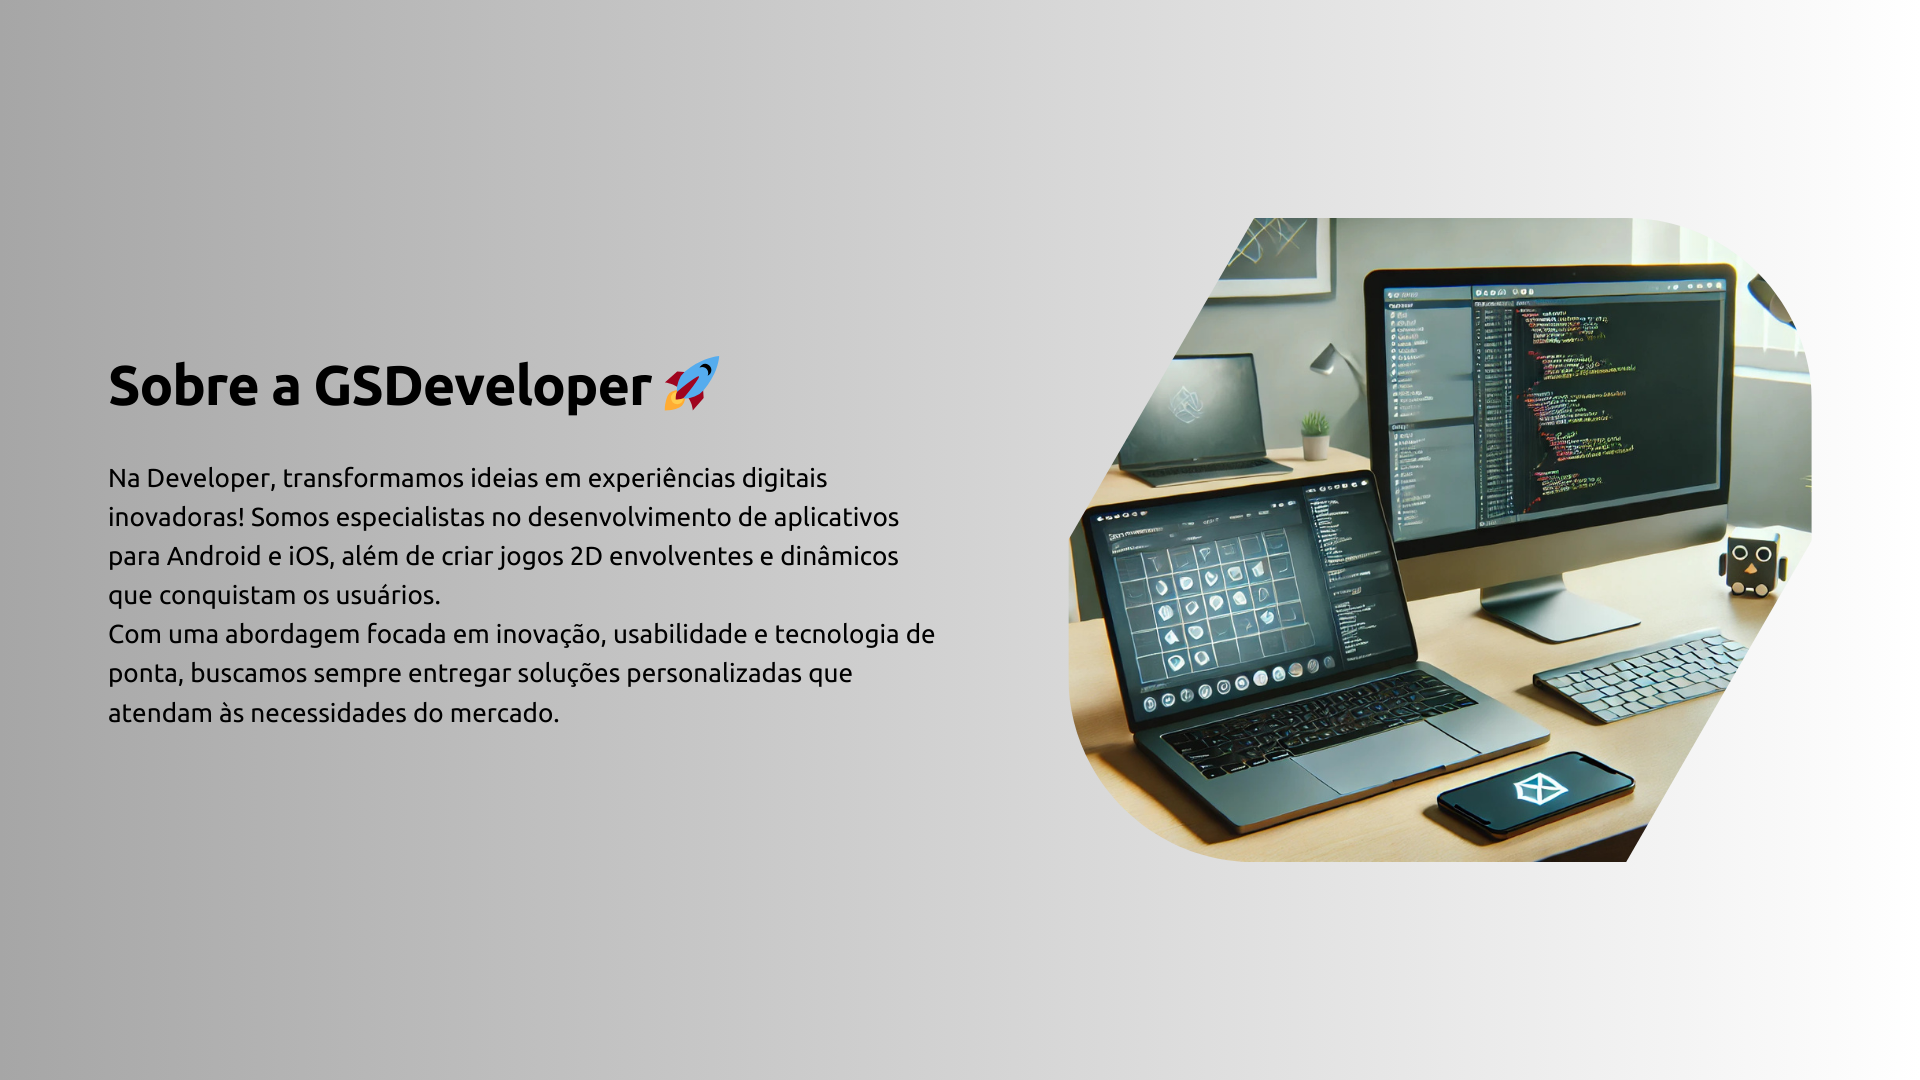 Sobre a GSDeveloper 🚀
Na Developer, transformamos ideias em experiências digitais
inovadoras! Somos especialistas no desenvolvimento de aplicativos
para Android e iOS, além de criar jogos 2D envolventes e dinâmicos
que conquistam os usuários.
Com uma abordagem focada em inovação, usabilidade e tecnologia de
ponta, buscamos sempre entregar soluções personalizadas que
atendam às necessidades do mercado.